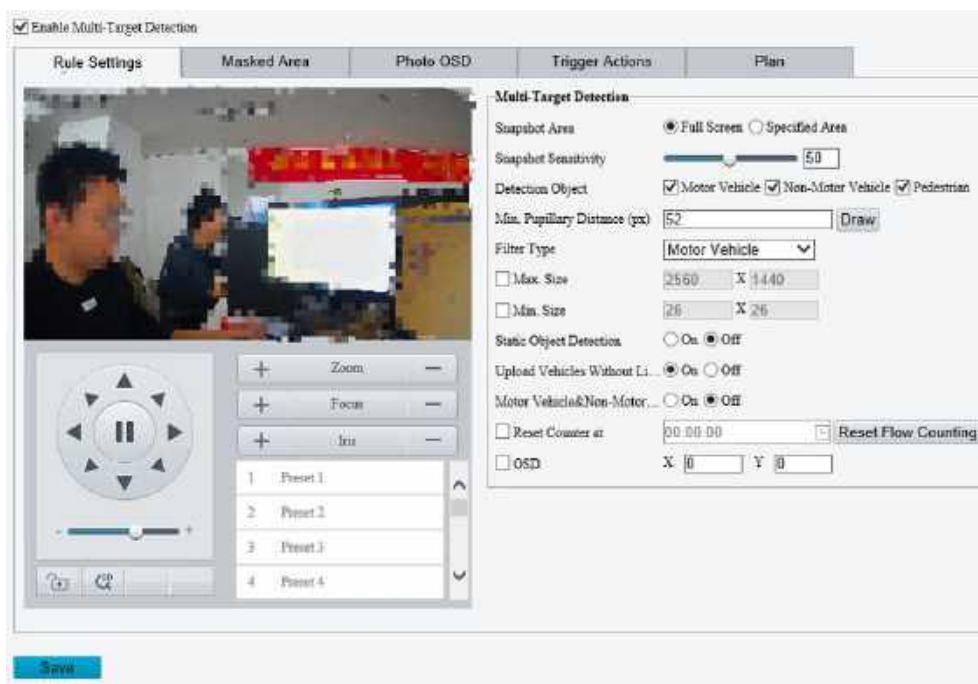 Enable Multi-Target Detection
Rule Settings Masked Area Photo OSD Trigger Actions Plan
Multi-Target Detection
Snapshot Area Full Screen Specified Area
Snapshot Sensitivity 50
Detection Object Motor Vehicle Non-Motor Vehicle Pedestrian
Min. Pupillary Distance (px) 52 Draw
Filter Type Motor Vehicle
Max. Size 2560 X 1440
Min. Size 26 X 26
Static Object Detection On Off
Upload Vehicles Without Li... On Off
Motor Vehicle&Non-Motor... On Off
Reset Counter at 00:00:00 Reset Flow Counting
OSD X 0 Y 0
+ Zoom −
+ Focus −
+ Iris −
1 Preset 1
2 Preset 2
3 Preset 3
4 Preset 4
- +
Save